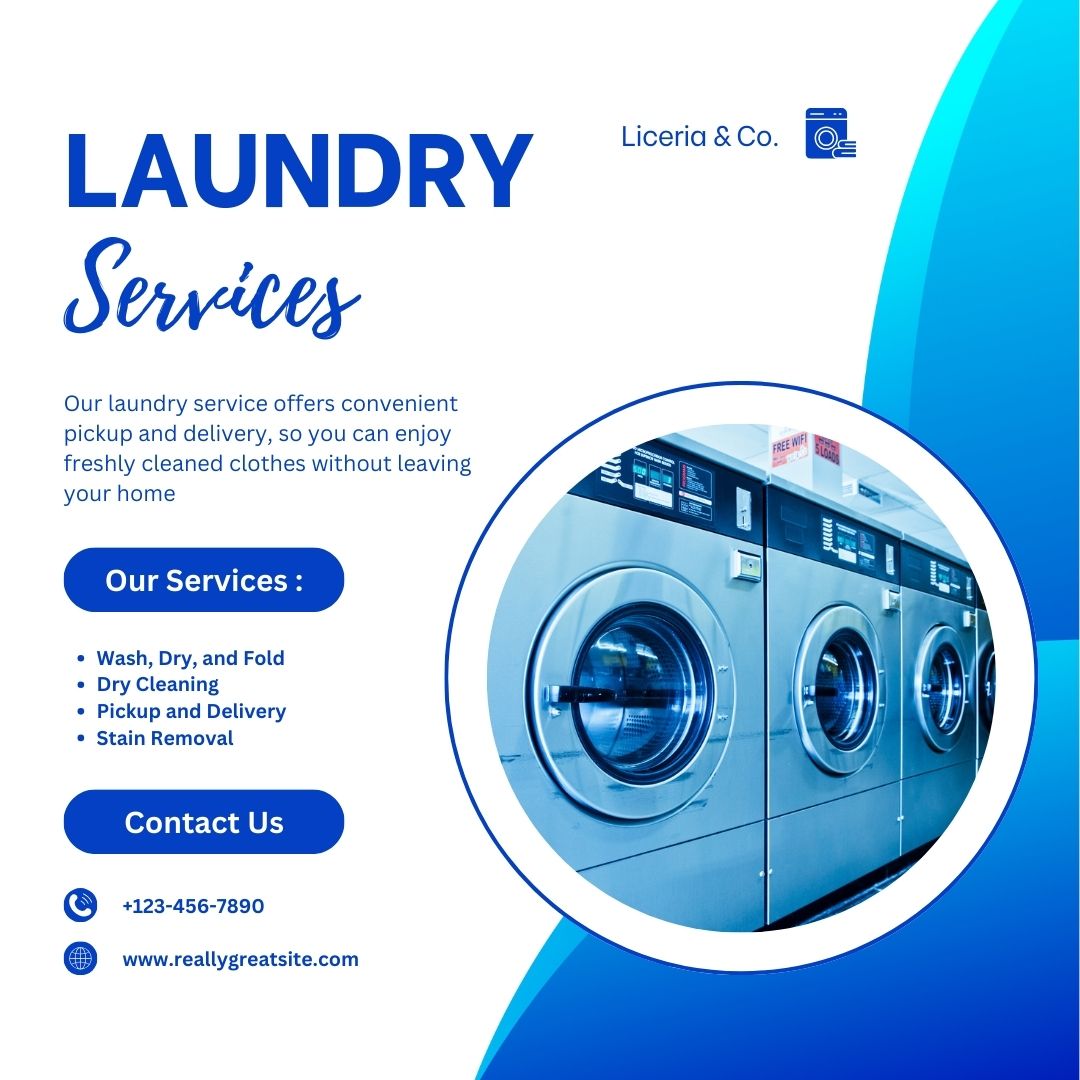 LAUNDRY
Services
Liceria & Co.
Our laundry service offers convenient
pickup and delivery, so you can enjoy
freshly cleaned clothes without leaving
your home
Our Services :
• Wash, Dry, and Fold
• Dry Cleaning
• Pickup and Delivery
• Stain Removal
Contact Us
+123-456-7890
www.reallygreatsite.com
FREE WIFI
5 LOADS